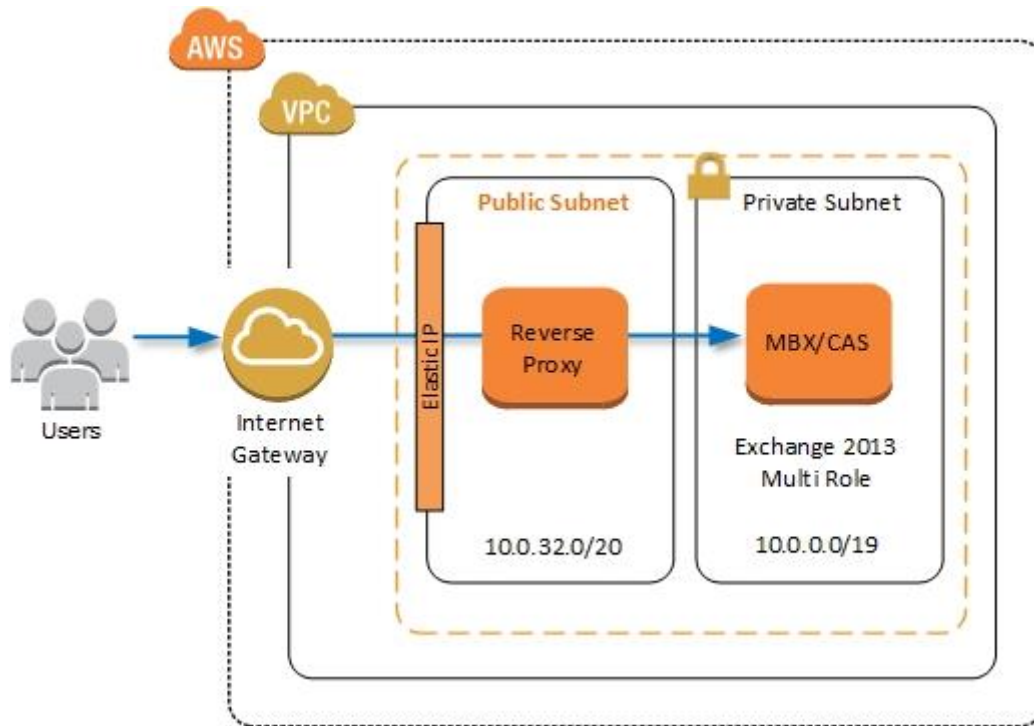 AWS
VPC
Public Subnet
Private Subnet
Elastic IP
Reverse
Proxy
MBX/CAS
Users
Internet
Gateway
Exchange 2013
Multi Role
10.0.32.0/20
10.0.0.0/19